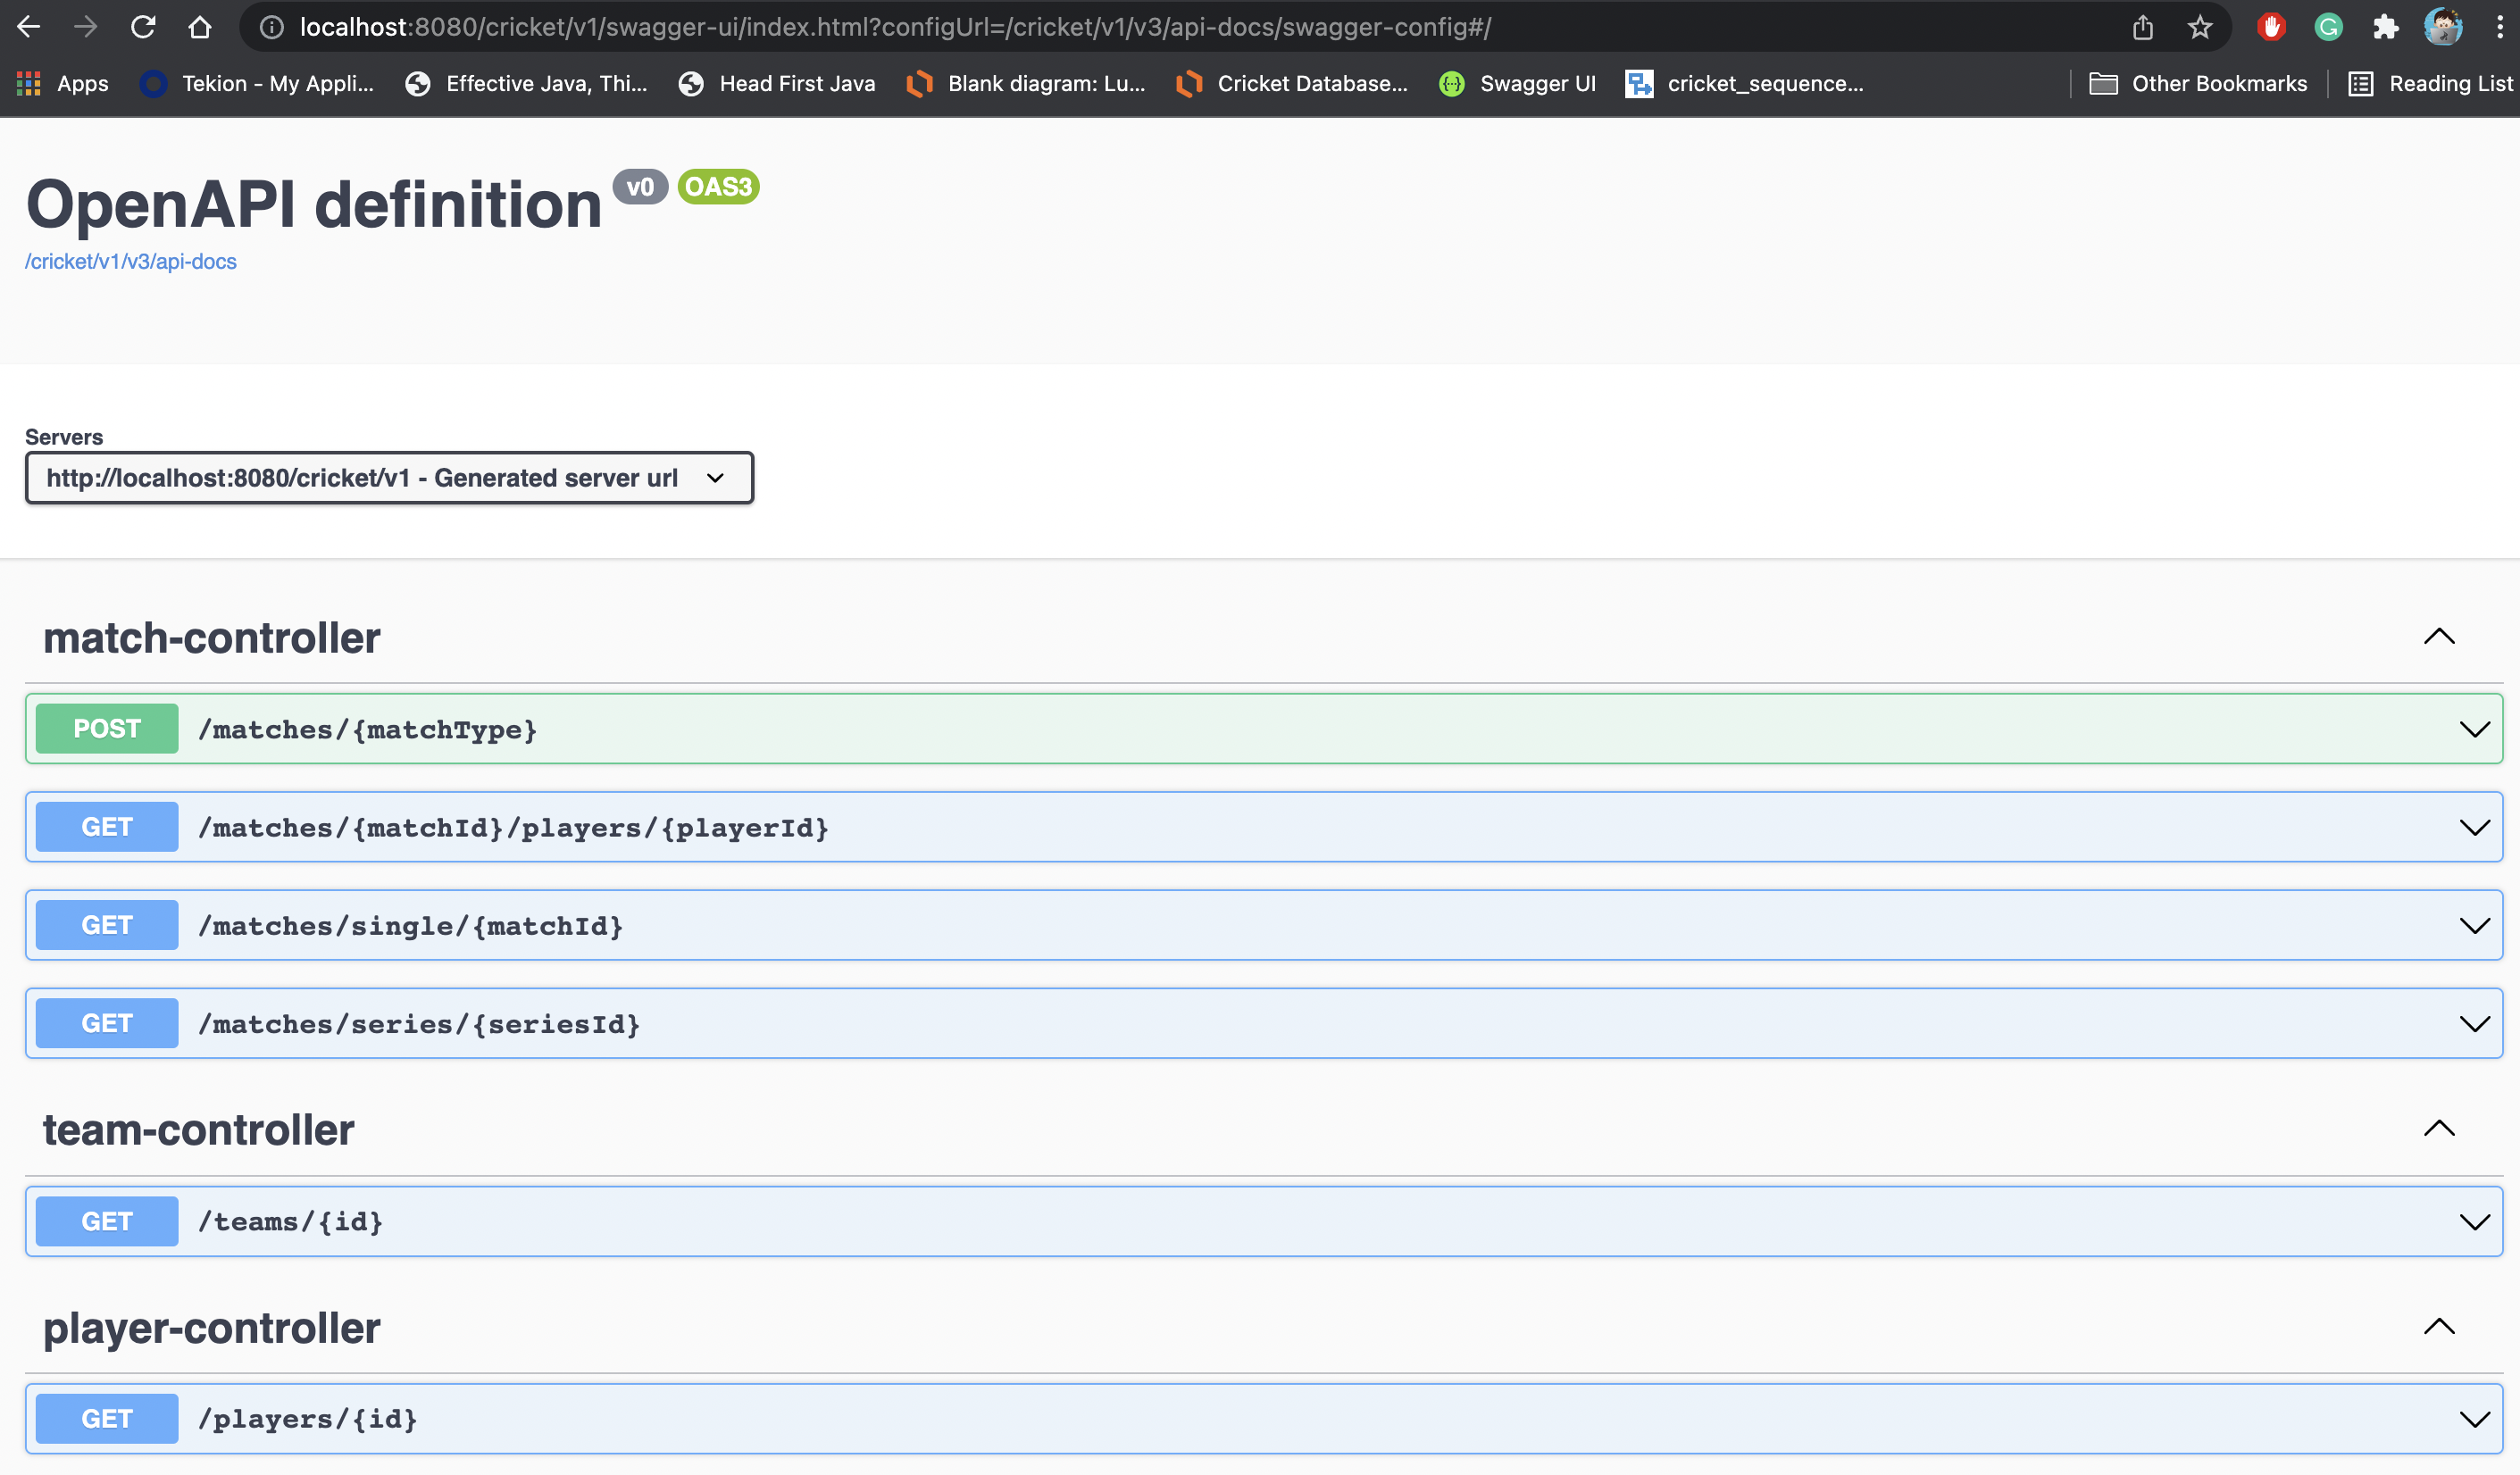 localhost:8080/cricket/v1/swagger-ui/index.html?configUrl=/cricket/v1/v3/api-docs/swagger-config#/
Apps Tekion - My Appli... Effective Java, Thi... Head First Java Blank diagram: Lu... Cricket Database... Swagger UI cricket_sequence... Other Bookmarks Reading List
OpenAPI definition v0 OAS3
/cricket/v1/v3/api-docs
Servers
http://localhost:8080/cricket/v1 - Generated server url
match-controller
POST /matches/{matchType}
GET /matches/{matchId}/players/{playerId}
GET /matches/single/{matchId}
GET /matches/series/{seriesId}
team-controller
GET /teams/{id}
player-controller
GET /players/{id}